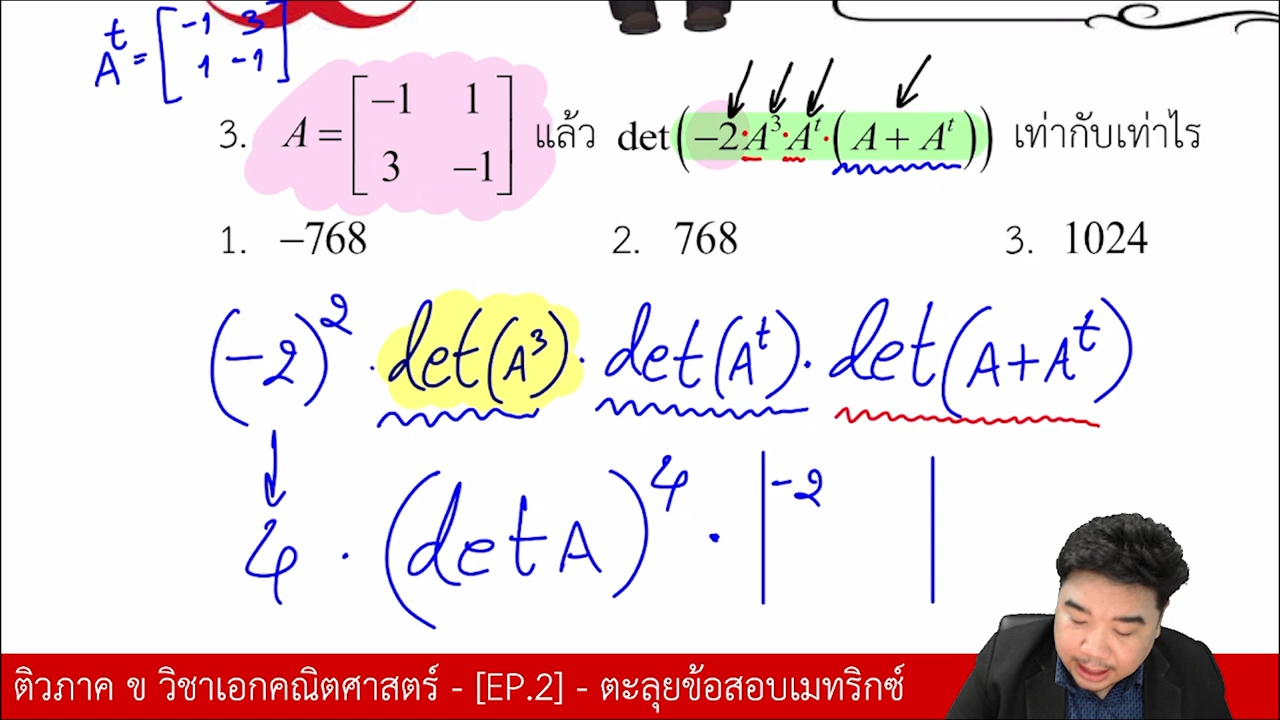 A^t = [ -1 3
1 -1 ]
3. A = [ -1 1
3 -1 ] แล้ว det(-2·A^3·A^t·(A + A^t)) เท่ากับเท่าไร
1. -768 2. 768 3. 1024
(-2)^2 · det(A^3) · det(A^t) · det(A+A^t)
4 · (det A)^4 · | -2 |
ติวภาค ข วิชาเอกคณิตศาสตร์ - [EP.2] - ตะลุยข้อสอบเมทริกซ์